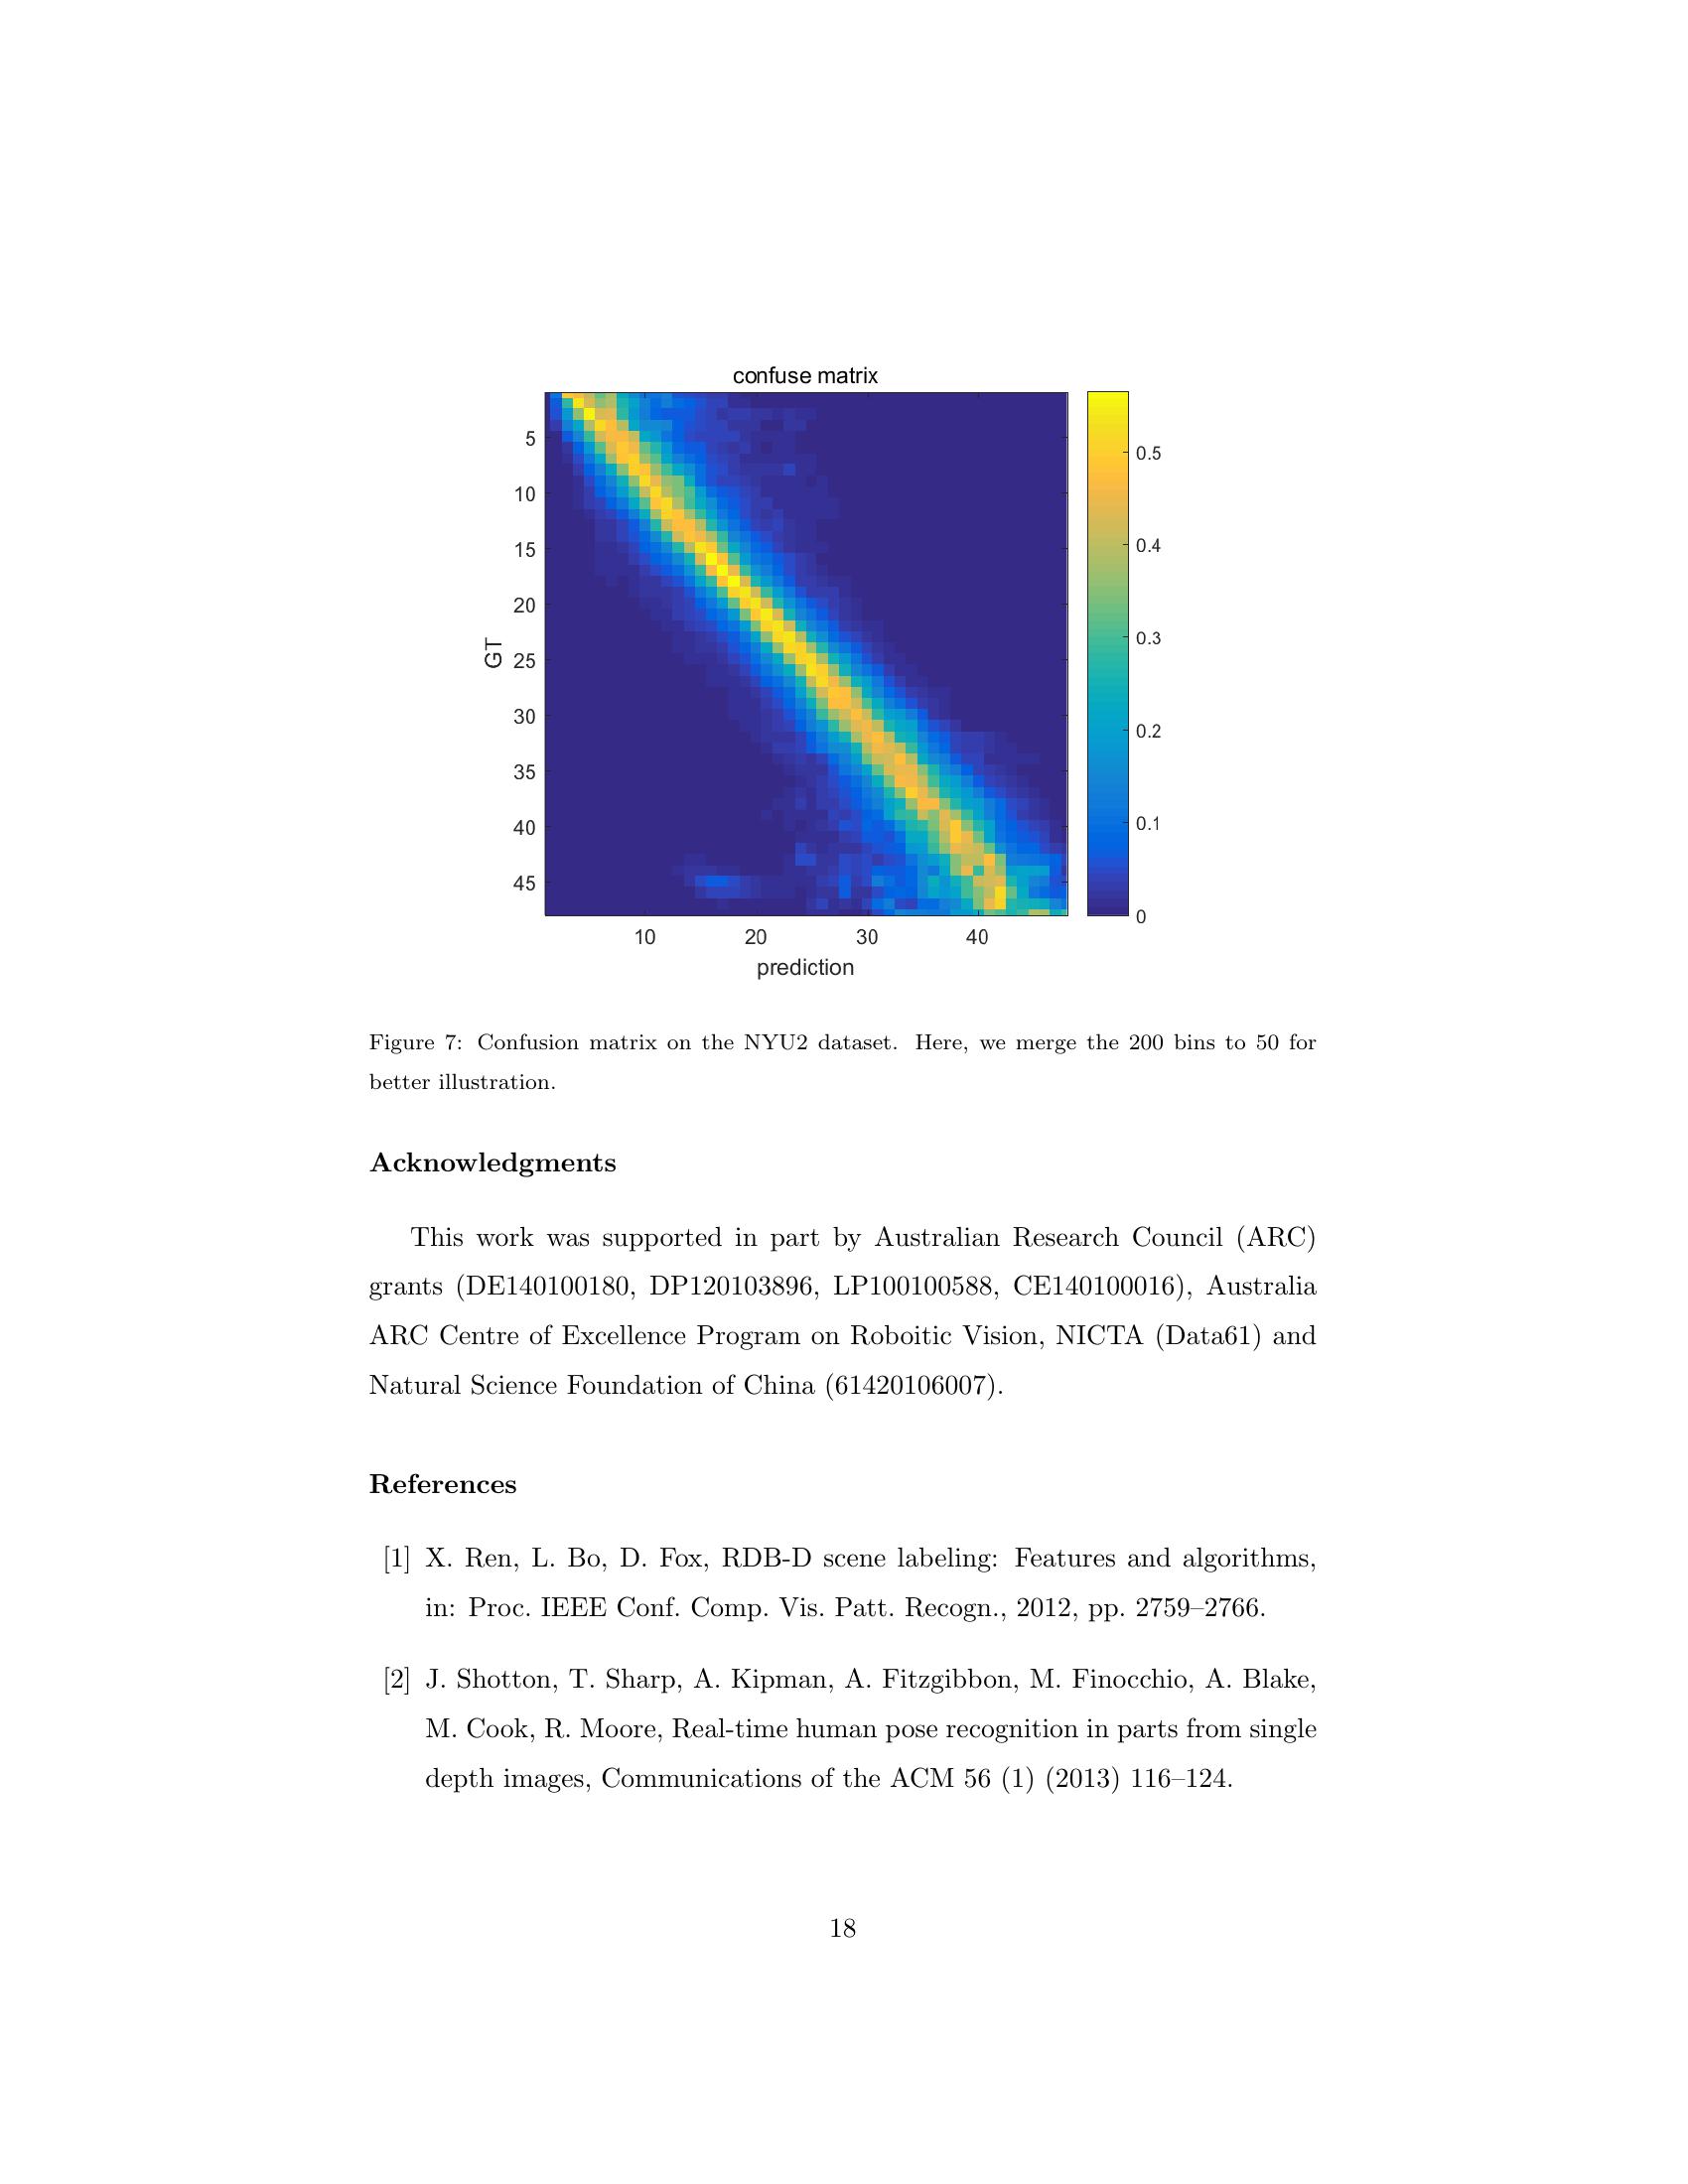 confuse matrix
5
10
15
20
25
30
35
40
45
GT
10 20 30 40
prediction
0.5
0.4
0.3
0.2
0.1
0
Figure 7: Confusion matrix on the NYU2 dataset. Here, we merge the 200 bins to 50 for
better illustration.
Acknowledgments
This work was supported in part by Australian Research Council (ARC)
grants (DE140100180, DP120103896, LP100100588, CE140100016), Australia
ARC Centre of Excellence Program on Roboitic Vision, NICTA (Data61) and
Natural Science Foundation of China (61420106007).
References
[1] X. Ren, L. Bo, D. Fox, RDB-D scene labeling: Features and algorithms,
in: Proc. IEEE Conf. Comp. Vis. Patt. Recogn., 2012, pp. 2759–2766.
[2] J. Shotton, T. Sharp, A. Kipman, A. Fitzgibbon, M. Finocchio, A. Blake,
M. Cook, R. Moore, Real-time human pose recognition in parts from single
depth images, Communications of the ACM 56 (1) (2013) 116–124.
18